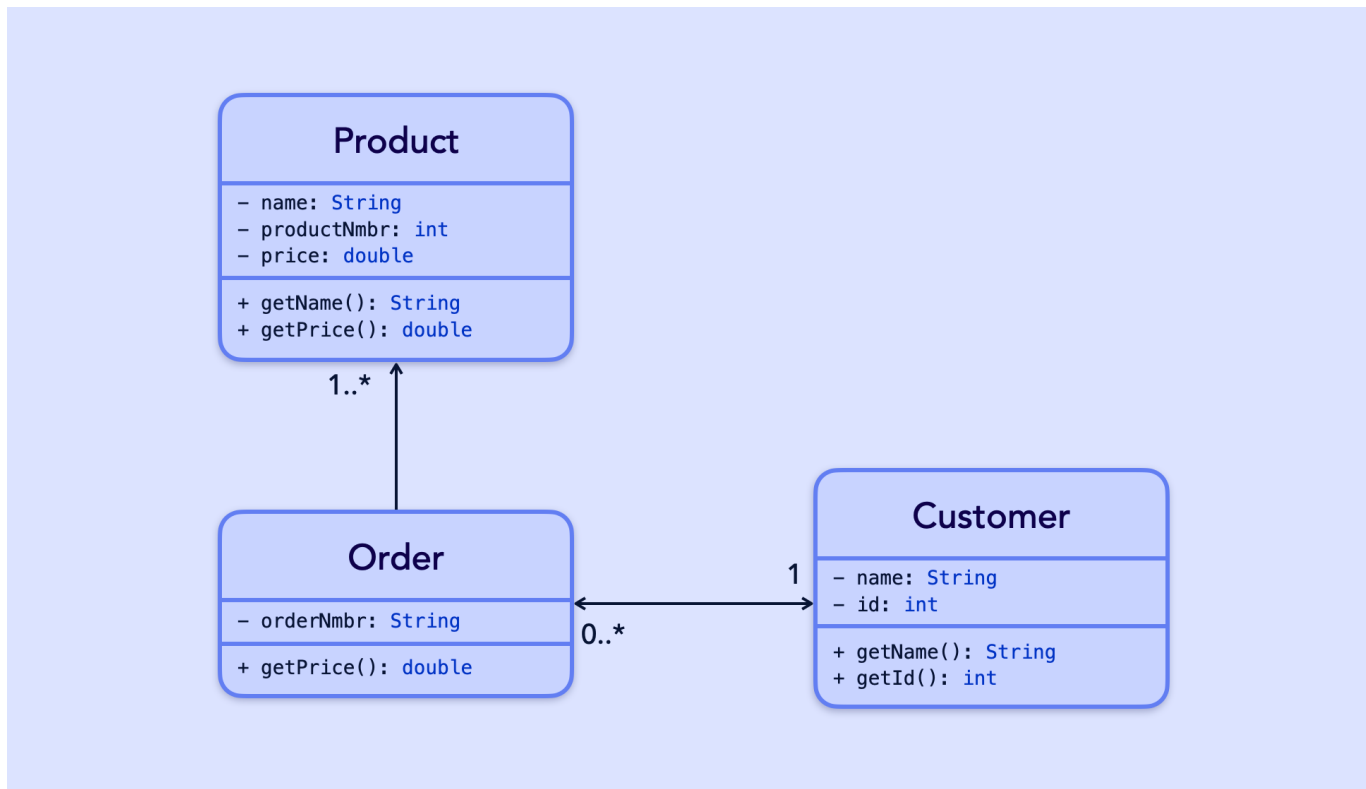 Product
– name: String
– productNmbr: int
– price: double
+ getName(): String
+ getPrice(): double
1..*
Order
– orderNmbr: String
+ getPrice(): double
0..*
1
Customer
– name: String
– id: int
+ getName(): String
+ getId(): int